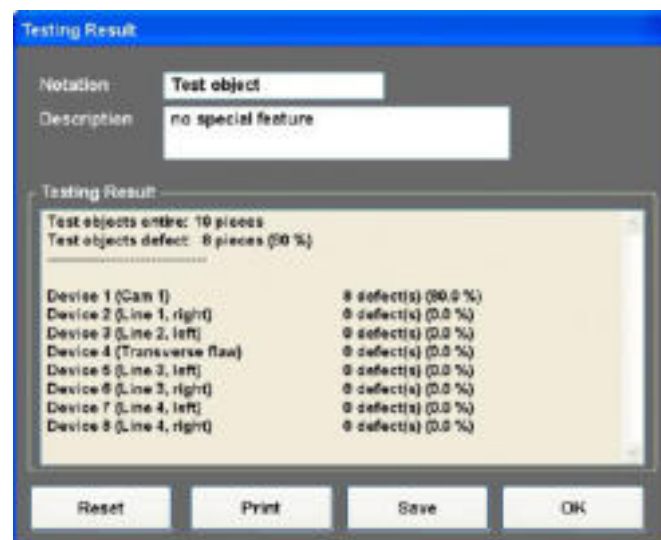 Testing Result
Notation Test object
Description no special feature
Testing Result
Test objects entire: 10 pieces
Test objects defect: 8 pieces (80 %)
------------------------------
Device 1 (Cam 1) 8 defect(s) (80.0 %)
Device 2 (Line 1, right) 0 defect(s) (0.0 %)
Device 3 (Line 2, left) 0 defect(s) (0.0 %)
Device 4 (Transverse flaw) 0 defect(s) (0.0 %)
Device 5 (Line 3, left) 0 defect(s) (0.0 %)
Device 6 (Line 3, right) 0 defect(s) (0.0 %)
Device 7 (Line 4, left) 0 defect(s) (0.0 %)
Device 8 (Line 4, right) 0 defect(s) (0.0 %)
Reset Print Save OK